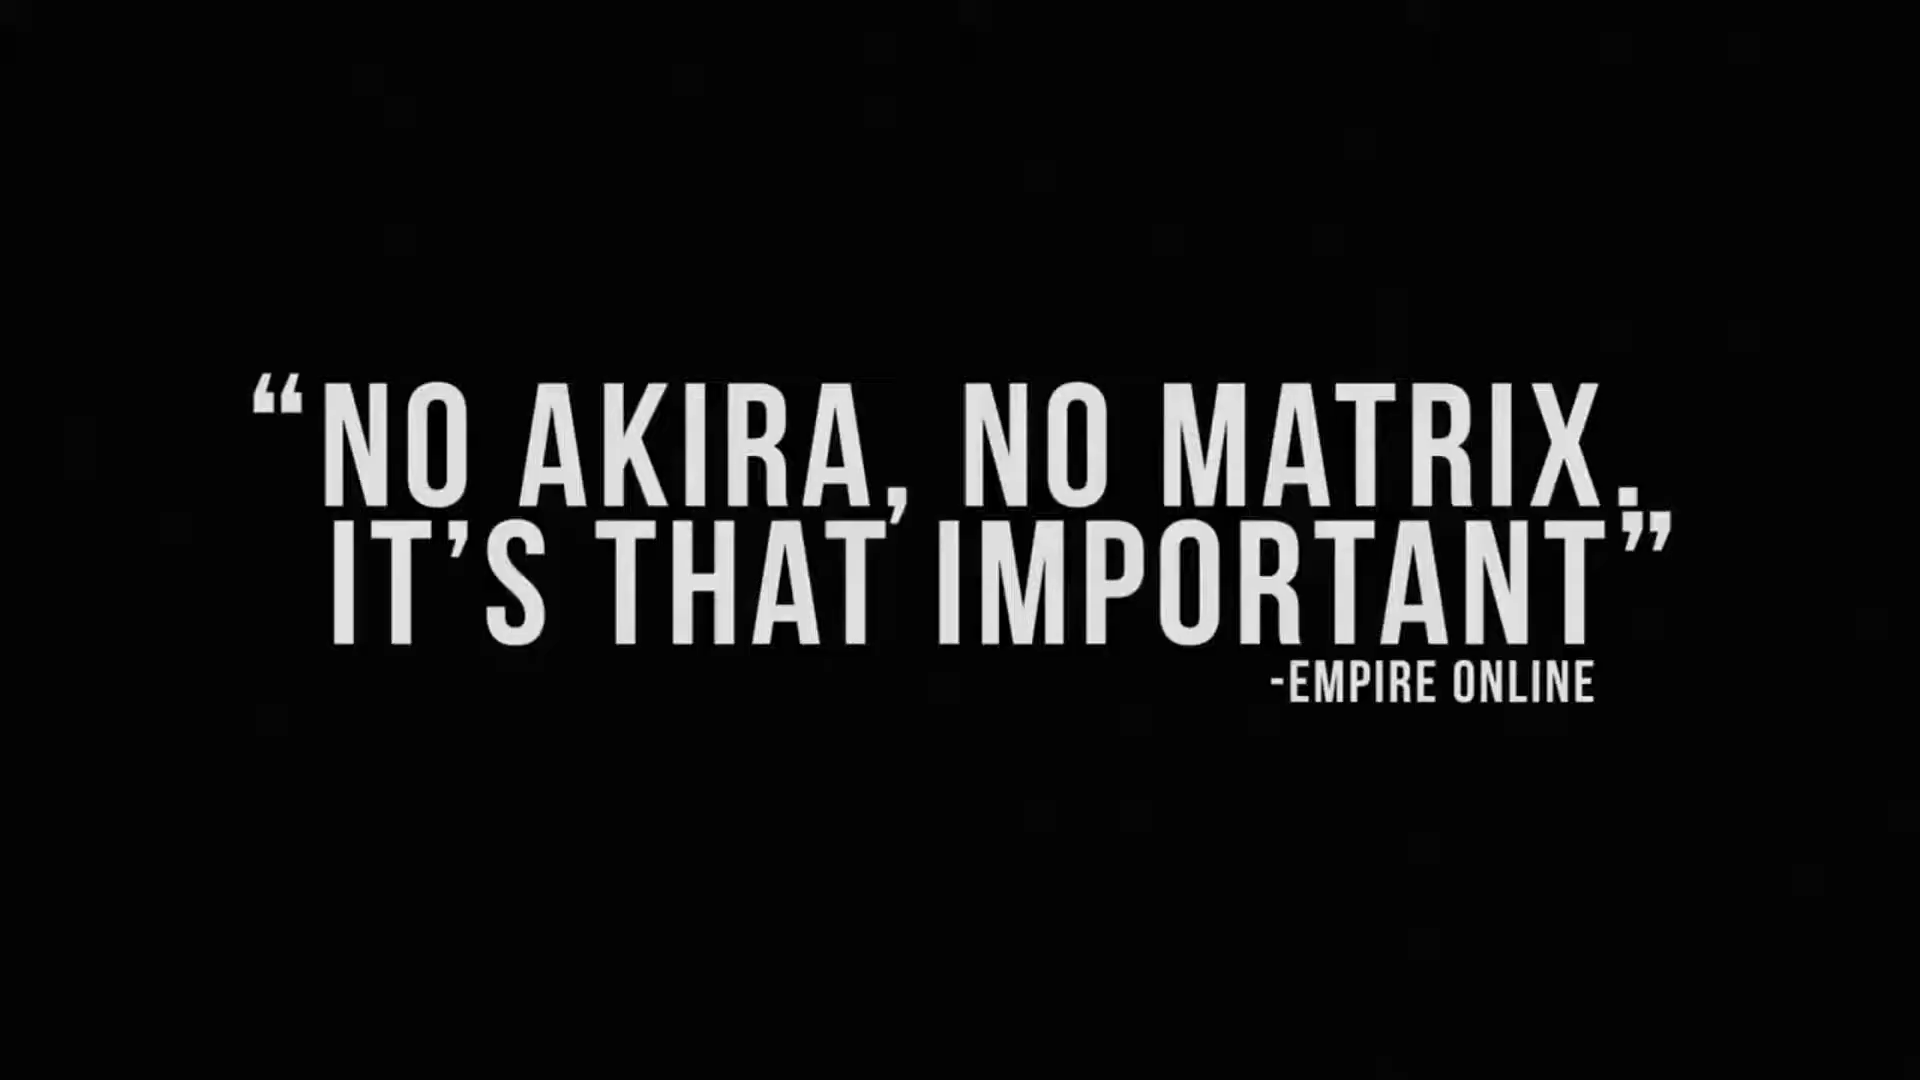 “NO AKIRA, NO MATRIX.
IT’S THAT IMPORTANT”
-EMPIRE ONLINE